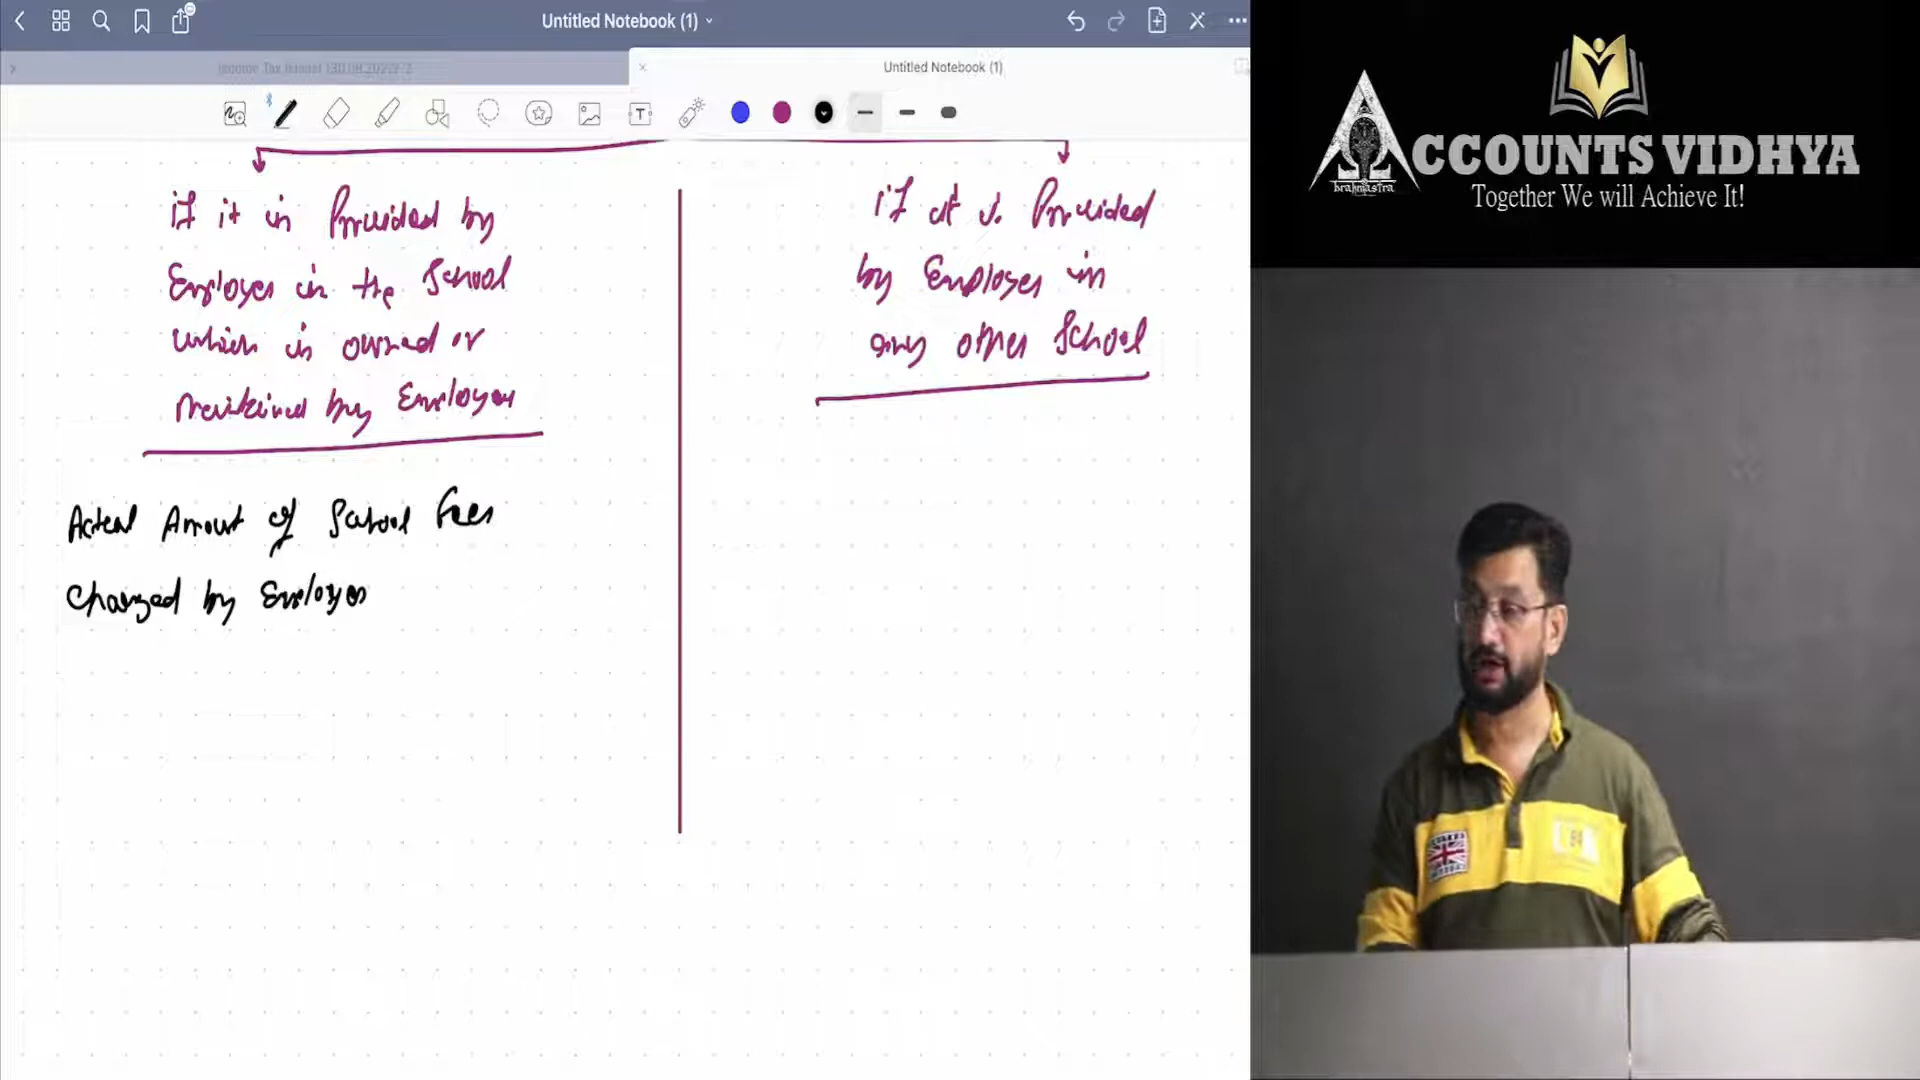 Untitled Notebook (1)
Income Tax
Untitled Notebook (1)
T
if it is Provided by
Employer in the School
which is owned or
maintained by Employer
if it is Provided
by Employer in
any other School
Actual Amount of School Fees
Charged by Employer
ACCOUNTS VIDHYA
brahmastra
Together We will Achieve It!